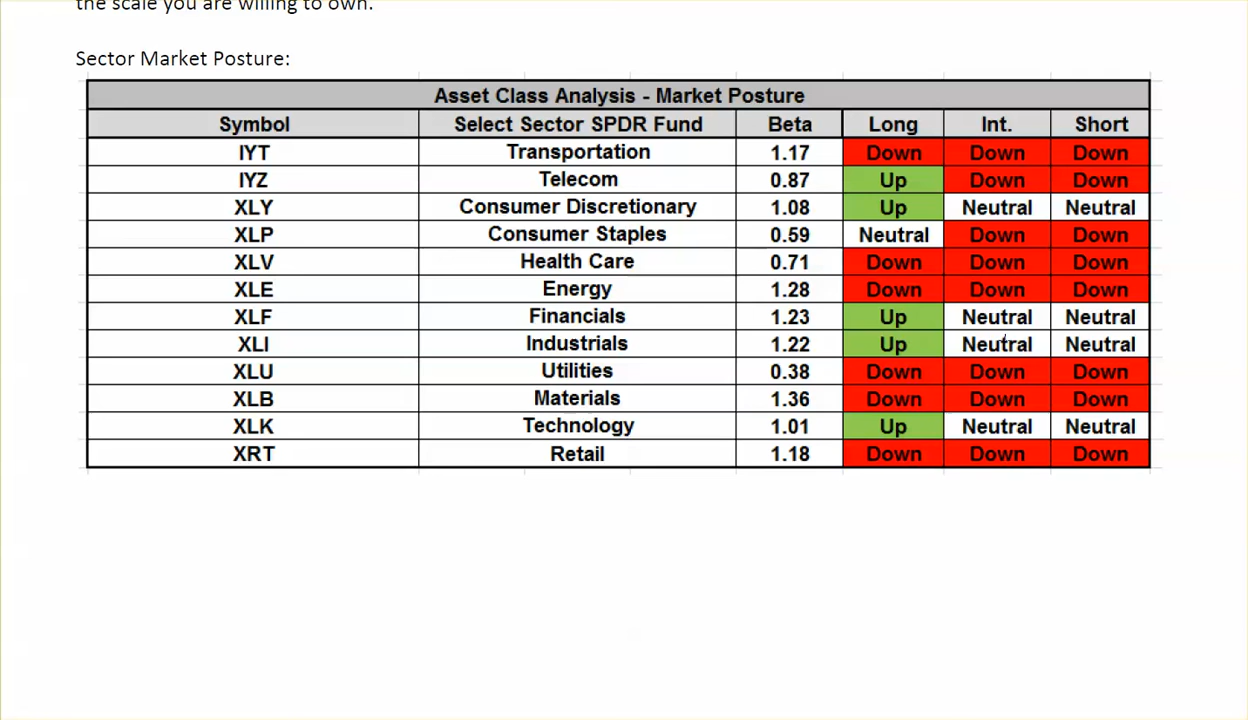 the scale you are willing to own.
Sector Market Posture:
Asset Class Analysis - Market Posture
Symbol Select Sector SPDR Fund Beta Long Int. Short
IYT Transportation 1.17 Down Down Down
IYZ Telecom 0.87 Up Down Down
XLY Consumer Discretionary 1.08 Up Neutral Neutral
XLP Consumer Staples 0.59 Neutral Down Down
XLV Health Care 0.71 Down Down Down
XLE Energy 1.28 Down Down Down
XLF Financials 1.23 Up Neutral Neutral
XLI Industrials 1.22 Up Neutral Neutral
XLU Utilities 0.38 Down Down Down
XLB Materials 1.36 Down Down Down
XLK Technology 1.01 Up Neutral Neutral
XRT Retail 1.18 Down Down Down